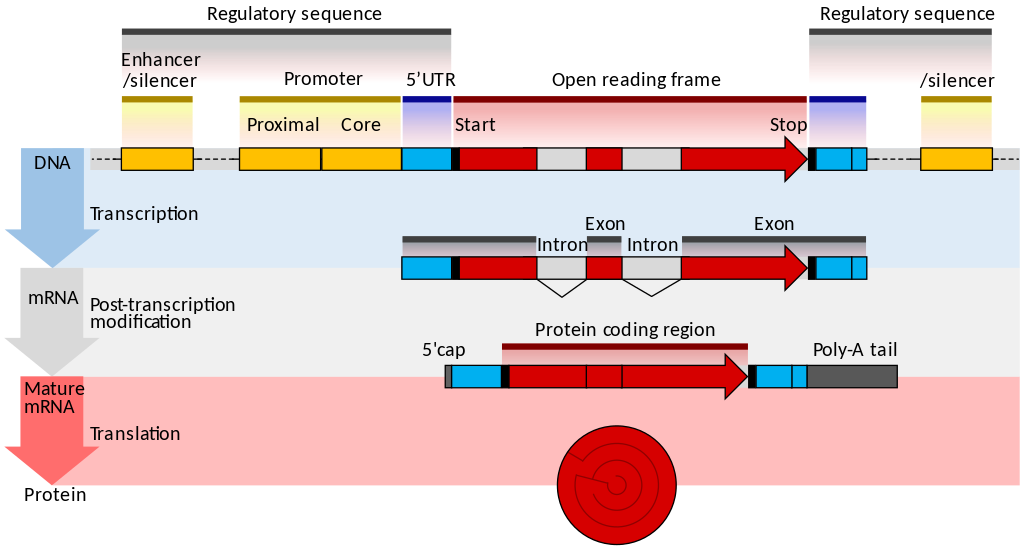 Regulatory sequence
Regulatory sequence
Enhancer
/silencer
Promoter
5’UTR
Open reading frame
/silencer
Proximal
Core
Start
Stop
DNA
Transcription
Exon
Exon
Intron
Intron
mRNA
Post-transcription
modification
Protein coding region
5'cap
Poly-A tail
Mature
mRNA
Translation
Protein